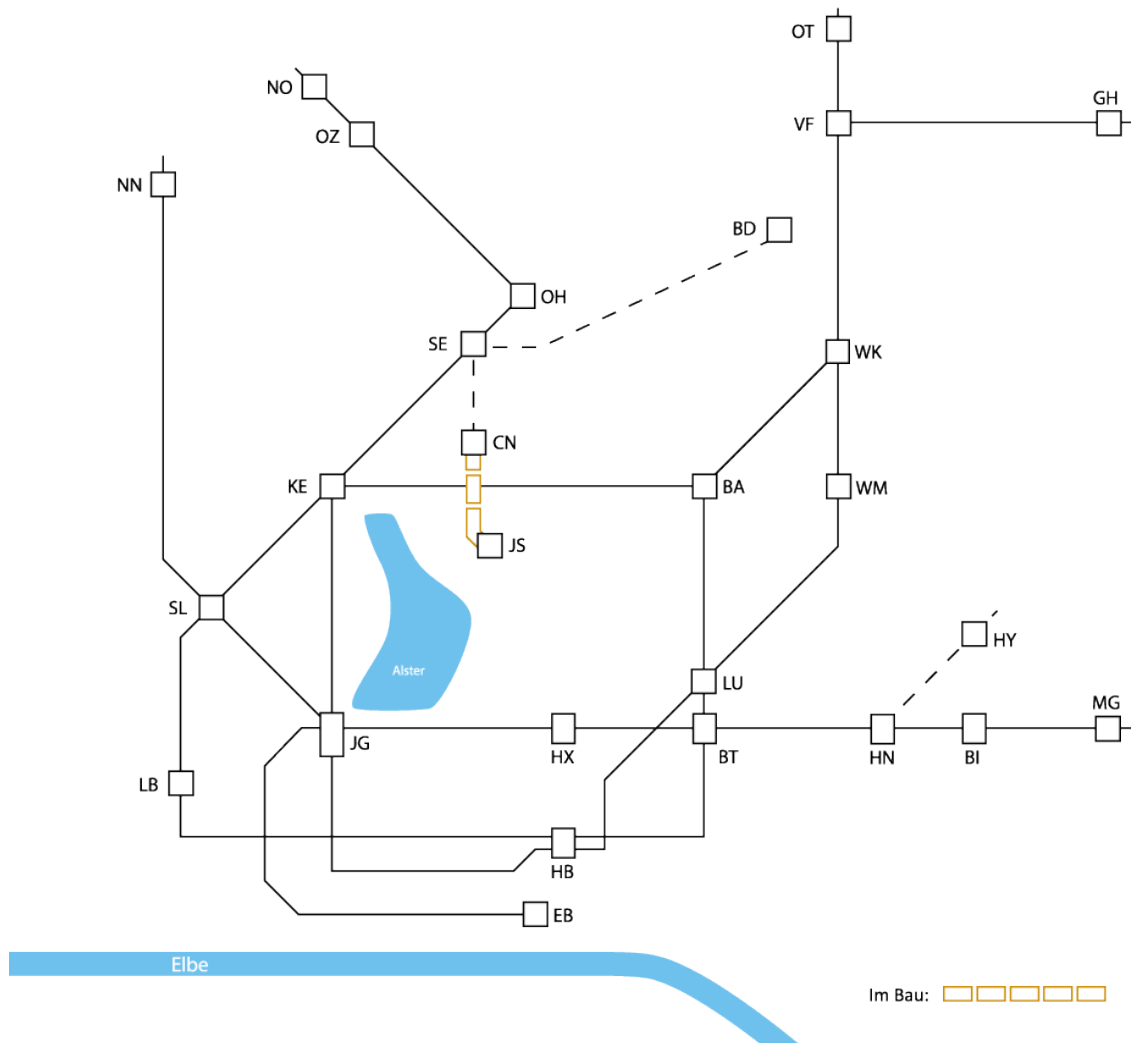 OT
NO
GH
VF
OZ
NN
BD
OH
SE
WK
CN
KE
BA
WM
JS
SL
HY
Alster
LU
MG
JG
HX
BT
HN
BI
LB
HB
EB
Elbe
Im Bau: